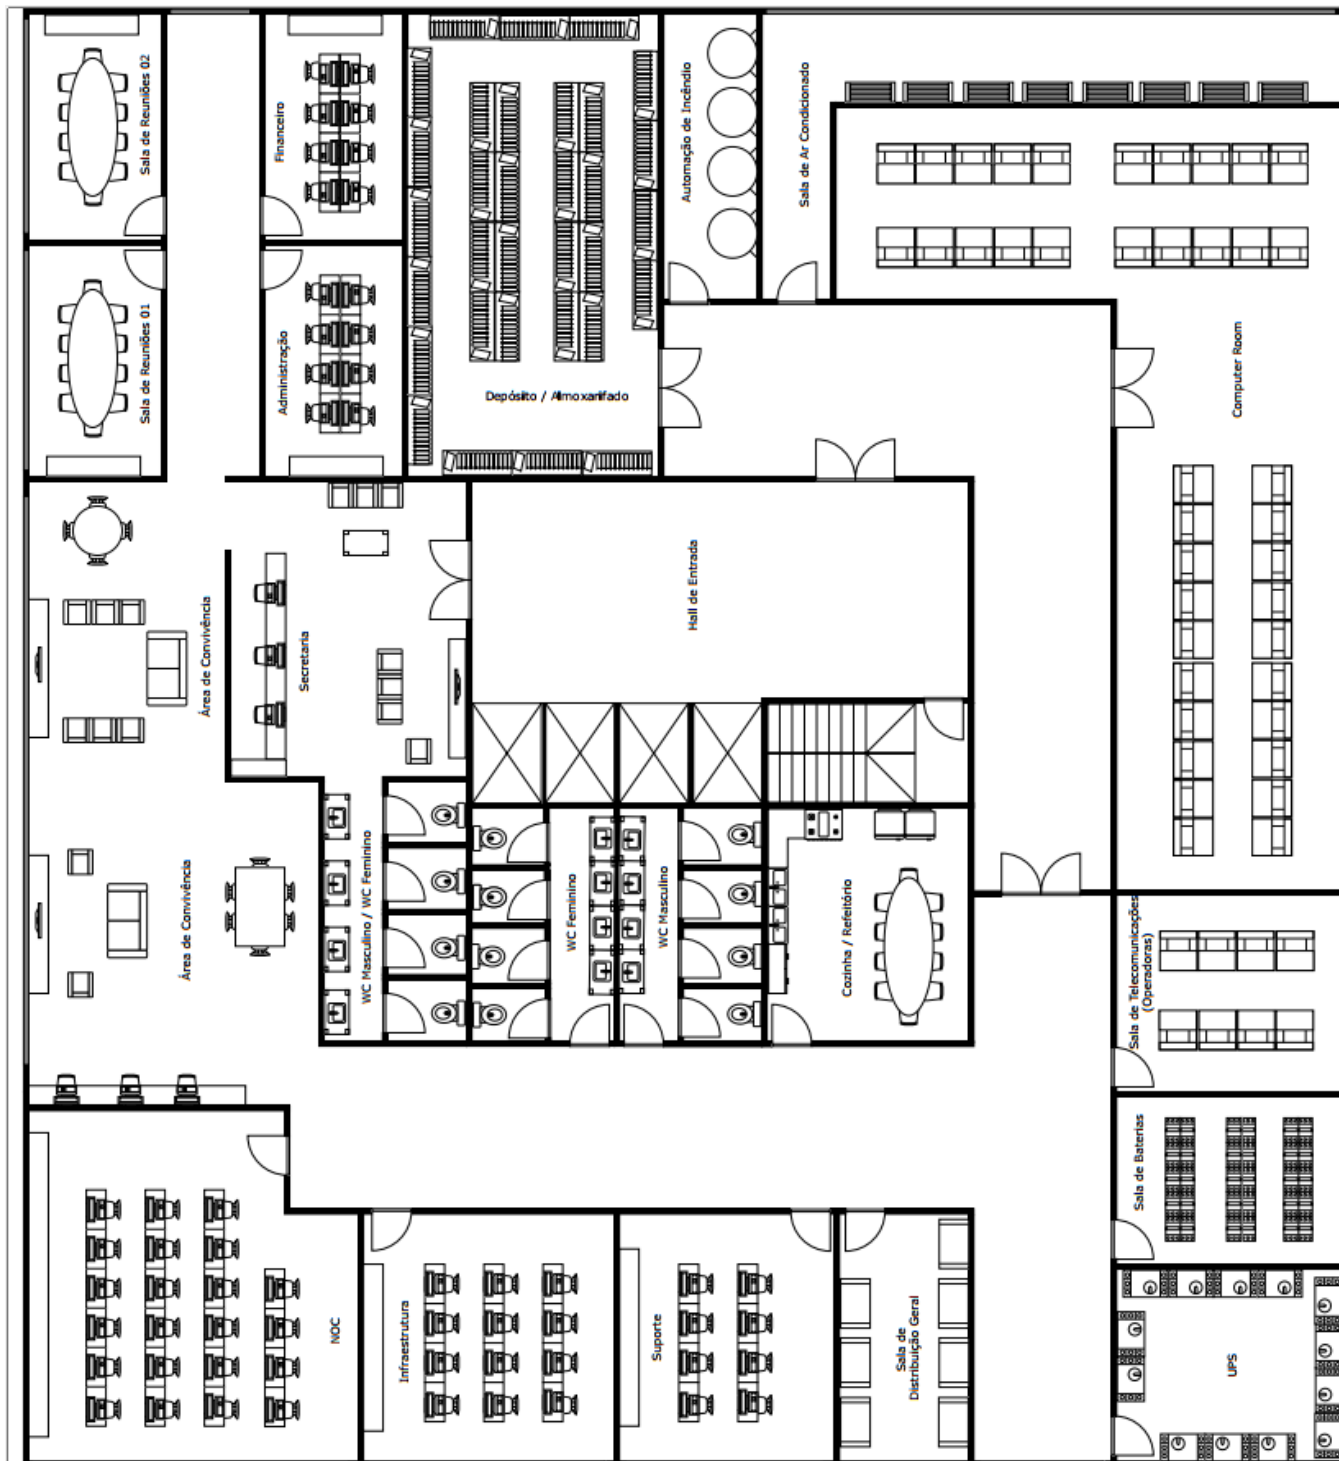 Sala de Reuniões 02
Financeiro
Automação de Incêndio
Sala de Ar Condicionado
Sala de Reuniões 01
Administração
Depósito / Almoxarifado
Computer Room
Área de Convivência
Secretaria
Hall de Entrada
Área de Convivência
WC Masculino / WC Feminino
WC Feminino
WC Masculino
Cozinha / Refeitório
Sala de Telecomunicações
(Operadoras)
Sala de Baterias
NOC
Infraestrutura
Suporte
Sala de
Distribuição Geral
UPS